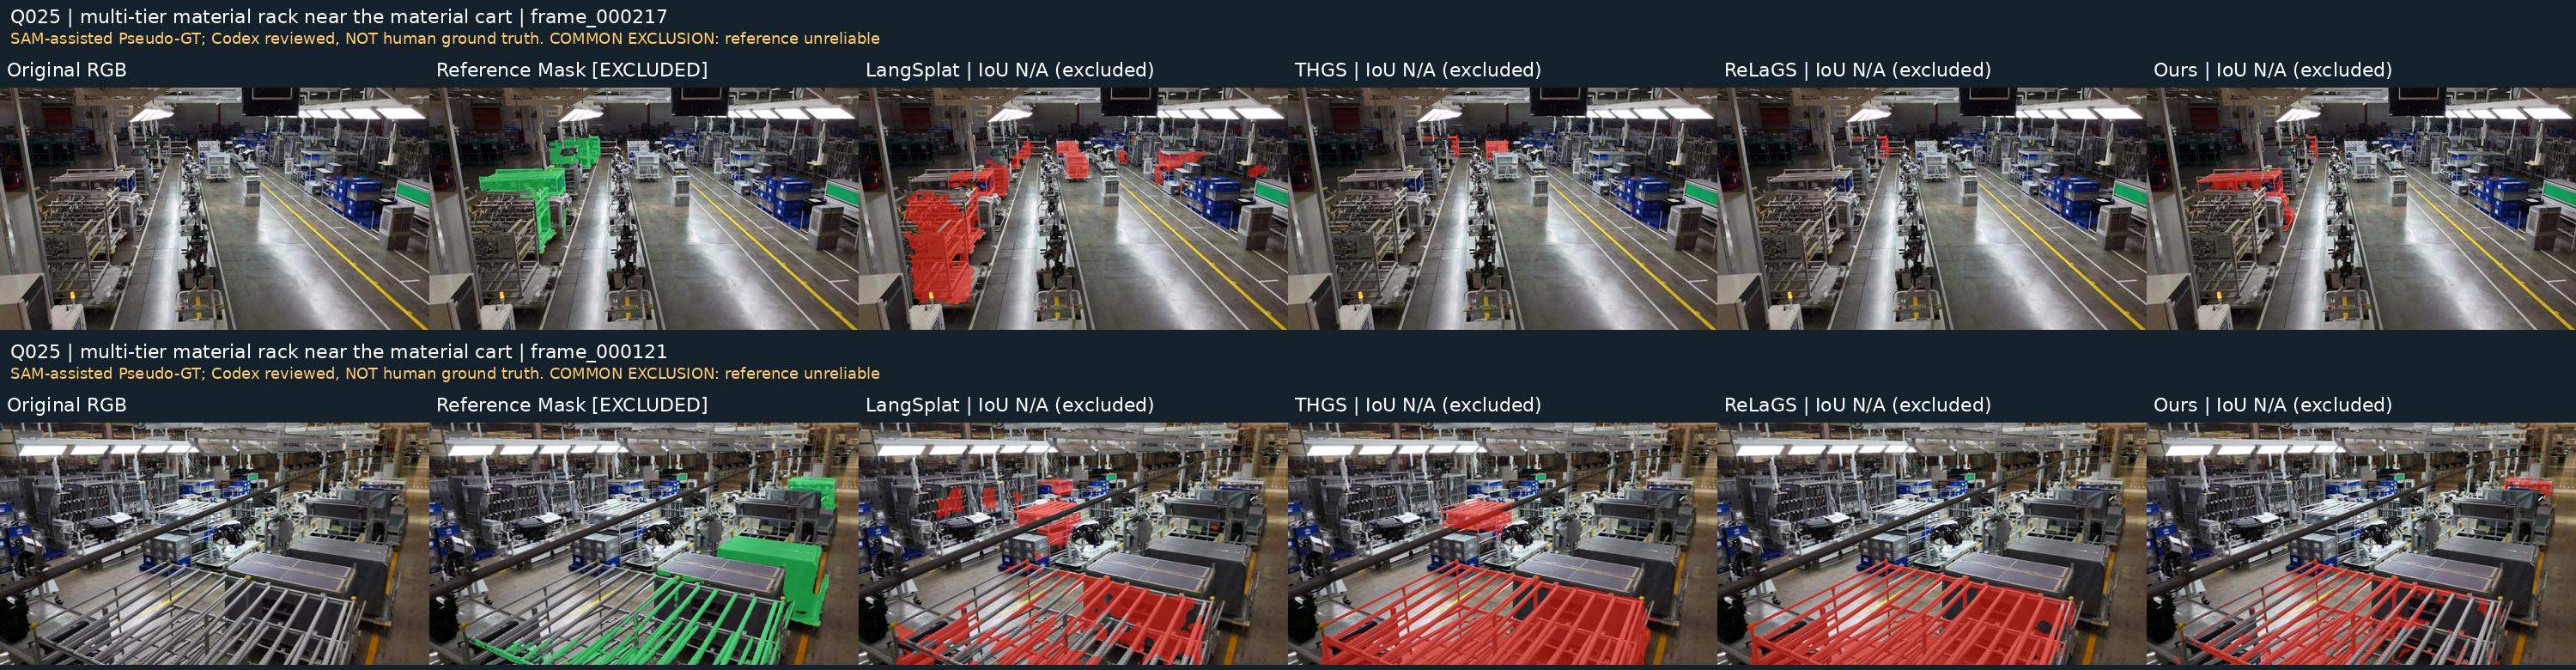 Q025 | multi-tier material rack near the material cart | frame_000217
SAM-assisted Pseudo-GT; Codex reviewed, NOT human ground truth. COMMON EXCLUSION: reference unreliable
Original RGB
Reference Mask [EXCLUDED]
LangSplat | IoU N/A (excluded)
THGS | IoU N/A (excluded)
ReLaGS | IoU N/A (excluded)
Ours | IoU N/A (excluded)
Q025 | multi-tier material rack near the material cart | frame_000121
SAM-assisted Pseudo-GT; Codex reviewed, NOT human ground truth. COMMON EXCLUSION: reference unreliable
Original RGB
Reference Mask [EXCLUDED]
LangSplat | IoU N/A (excluded)
THGS | IoU N/A (excluded)
ReLaGS | IoU N/A (excluded)
Ours | IoU N/A (excluded)